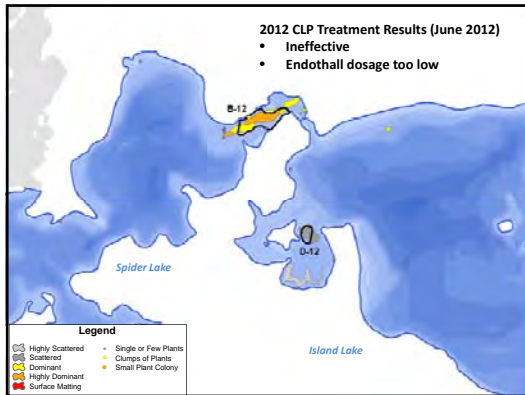 2012 CLP Treatment Results (June 2012)
• Ineffective
• Endothall dosage too low
B-12
D-12
Spider Lake
Island Lake
Legend
Highly Scattered
Scattered
Dominant
Highly Dominant
Surface Matting
Single or Few Plants
Clumps of Plants
Small Plant Colony